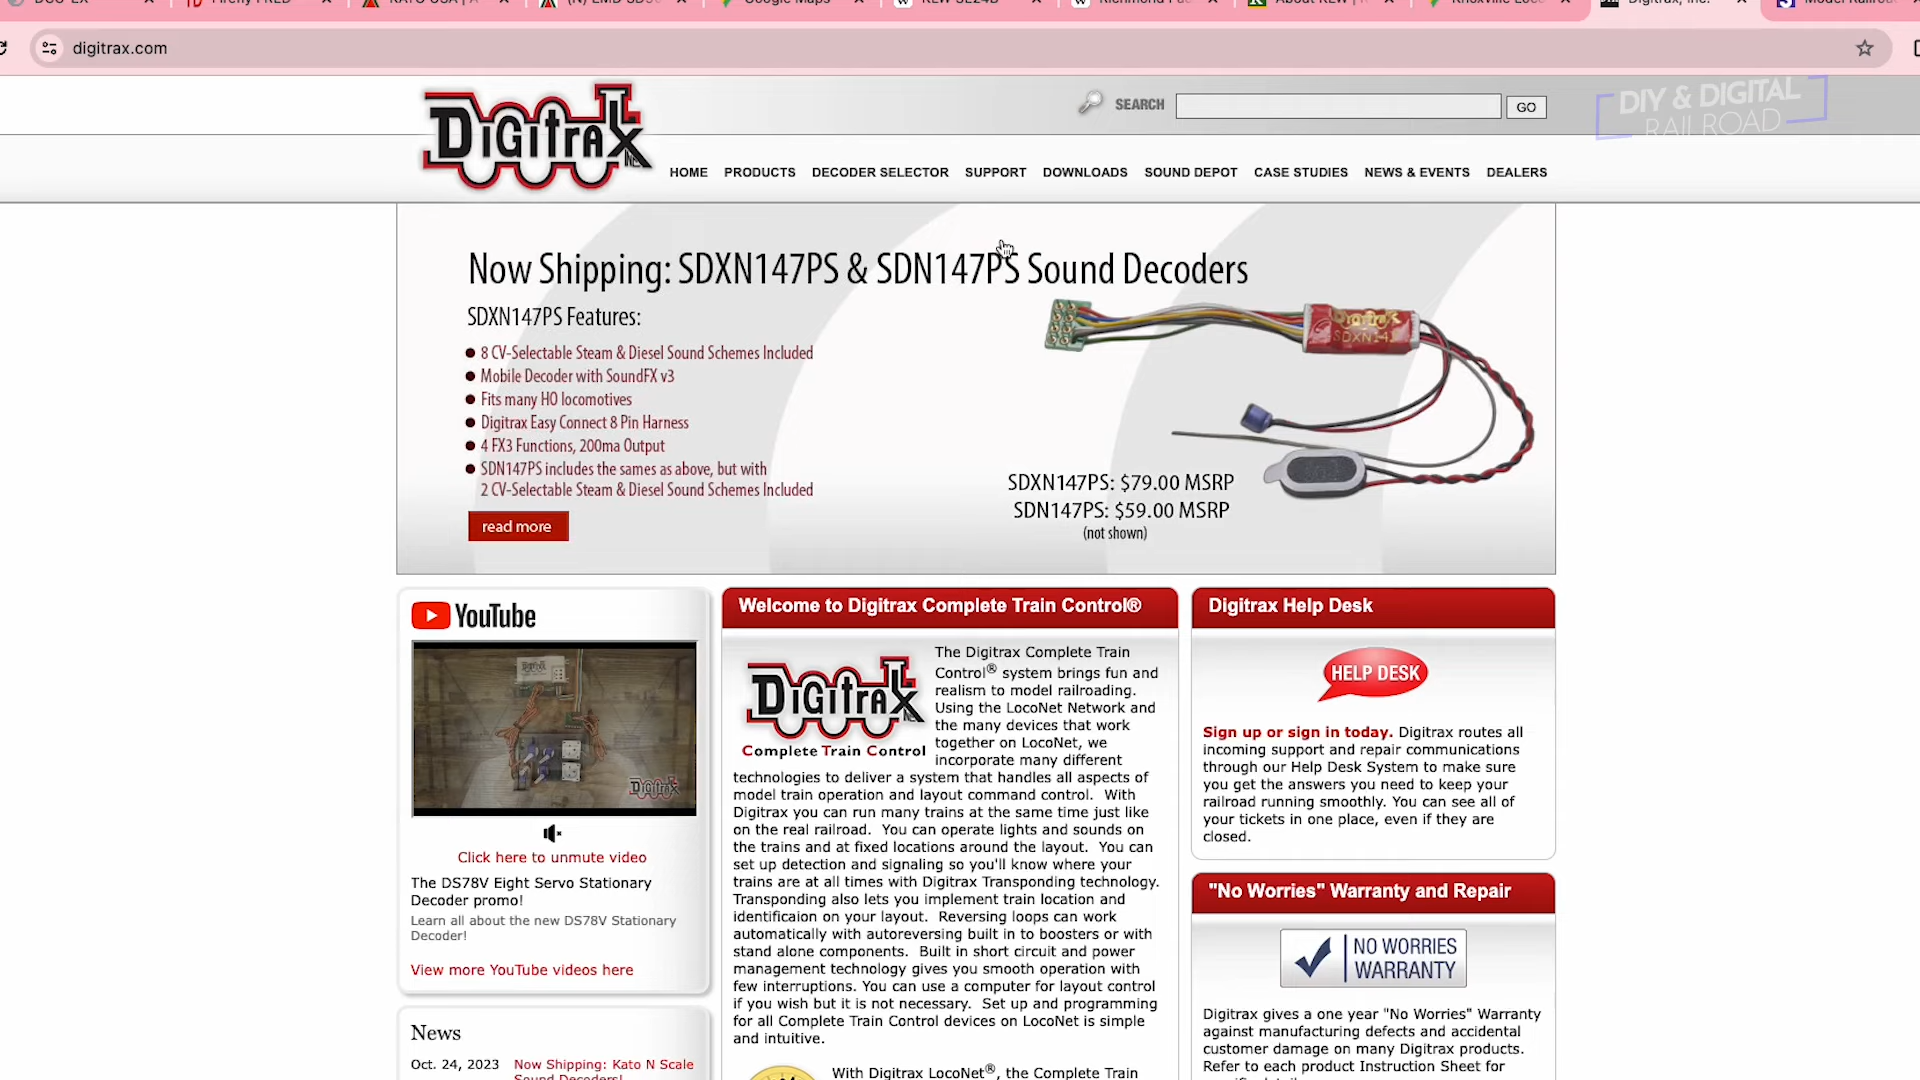 Firefly FRED
KATO USA |
Google Maps
About RLW |
Knoxville Loco
Digitrax, Inc.
Model Railroa
digitrax.com
DIGITRAX INC
SEARCH
GO
DIY & DIGITAL
RAILROAD
HOME PRODUCTS DECODER SELECTOR SUPPORT DOWNLOADS SOUND DEPOT CASE STUDIES NEWS & EVENTS DEALERS
Now Shipping: SDXN147PS & SDN147PS Sound Decoders
SDXN147PS Features:
8 CV-Selectable Steam & Diesel Sound Schemes Included
Mobile Decoder with SoundFX v3
Fits many HO locomotives
Digitrax Easy Connect 8 Pin Harness
4 FX3 Functions, 200ma Output
SDN147PS includes the sames as above, but with
2 CV-Selectable Steam & Diesel Sound Schemes Included
read more
Digitrax
SDXN14
SDXN147PS: $79.00 MSRP
SDN147PS: $59.00 MSRP
(not shown)
YouTube
Digitrax
Click here to unmute video
The DS78V Eight Servo Stationary
Decoder promo!
Learn all about the new DS78V Stationary
Decoder!
View more YouTube videos here
News
Oct. 24, 2023 Now Shipping: Kato N Scale
Sound Decoders!
Welcome to Digitrax Complete Train Control®
DIGITRAX INC
Complete Train Control
The Digitrax Complete Train
Control® system brings fun and
realism to model railroading.
Using the LocoNet Network and
the many devices that work
together on LocoNet, we
incorporate many different
technologies to deliver a system that handles all aspects of
model train operation and layout command control. With
Digitrax you can run many trains at the same time just like
on the real railroad. You can operate lights and sounds on
the trains and at fixed locations around the layout. You can
set up detection and signaling so you'll know where your
trains are at all times with Digitrax Transponding technology.
Transponding also lets you implement train location and
identificaion on your layout. Reversing loops can work
automatically with autoreversing built in to boosters or with
stand alone components. Built in short circuit and power
management technology gives you smooth operation with
few interruptions. You can use a computer for layout control
if you wish but it is not necessary. Set up and programming
for all Complete Train Control devices on LocoNet is simple
and intuitive.
With Digitrax LocoNet®, the Complete Train
Digitrax Help Desk
HELP DESK
Sign up or sign in today. Digitrax routes all
incoming support and repair communications
through our Help Desk System to make sure
you get the answers you need to keep your
railroad running smoothly. You can see all of
your tickets in one place, even if they are
closed.
"No Worries" Warranty and Repair
NO WORRIES
WARRANTY
Digitrax gives a one year "No Worries" Warranty
against manufacturing defects and accidental
customer damage on many Digitrax products.
Refer to each product Instruction Sheet for